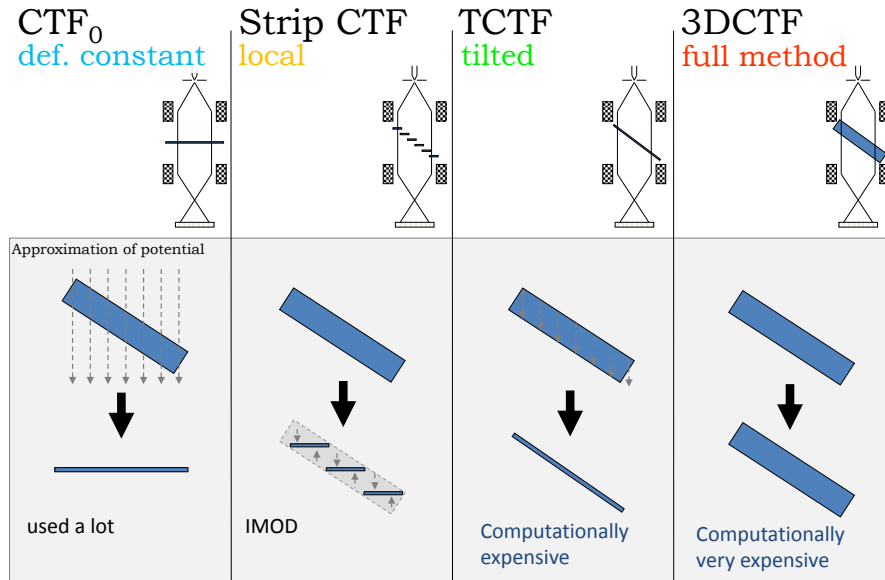 CTF₀
def. constant
Strip CTF
local
TCTF
tilted
3DCTF
full method
Approximation of potential
used a lot
IMOD
Computationally
expensive
Computationally
very expensive